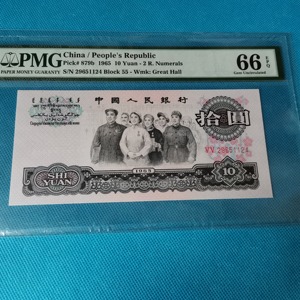 PMG
PAPER MONEY GUARANTY
China / People's Republic
Pick# 879b 1965 10 Yuan - 2 R. Numerals
S/N 29651124 Block 55 - Wmk: Great Hall
66 EPQ
Gem Uncirculated
中国人民银行
拾圆
29651124
1965
SHI
YUAN
10